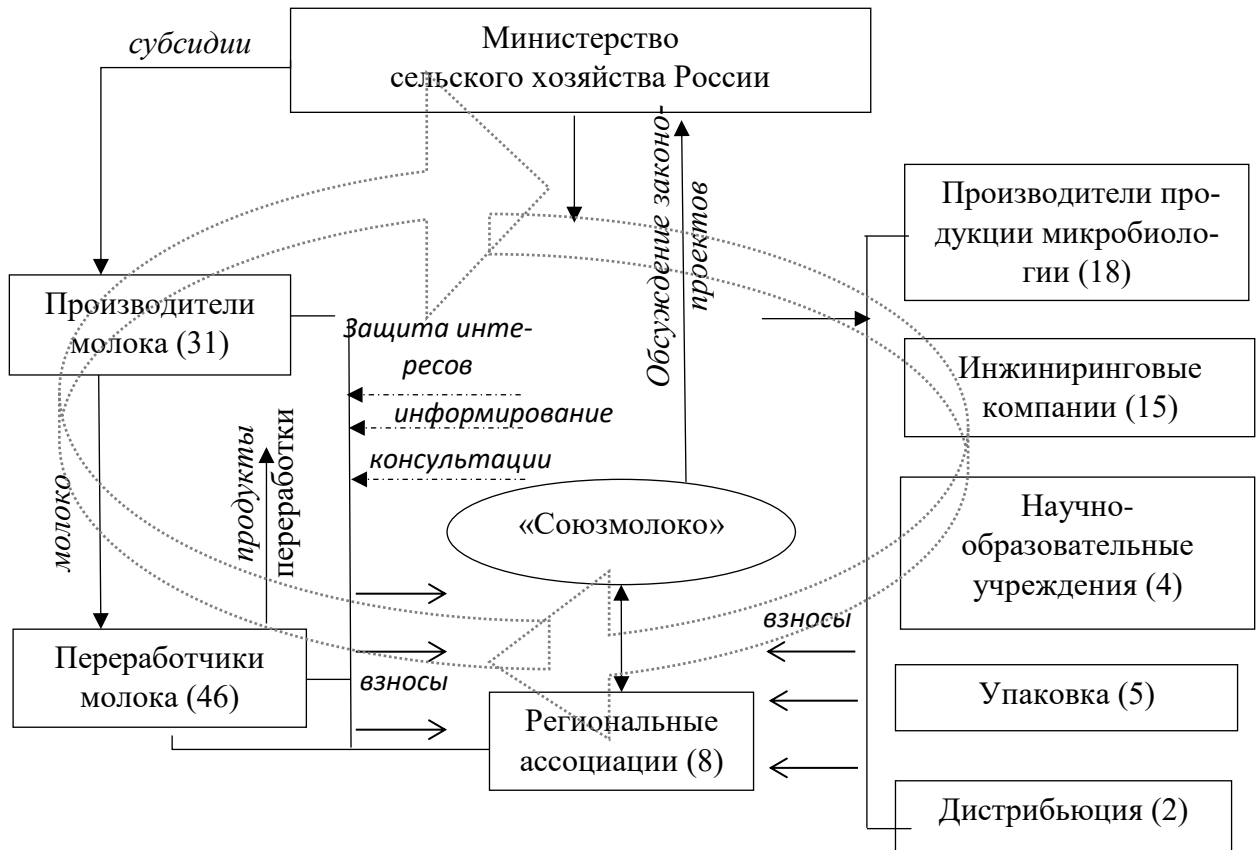 субсидии
Министерство
сельского хозяйства России
Обсуждение законо-
проектов
Производители про-
дукции микробиоло-
гии (18)
Производители
молока (31)
Защита инте-
ресов
информирование
консультации
Инжиниринговые
компании (15)
молоко
продукты
переработки
«Союзмолоко»
Научно-
образовательные
учреждения (4)
Переработчики
молока (46)
взносы
взносы
Региональные
ассоциации (8)
Упаковка (5)
Дистрибьюция (2)